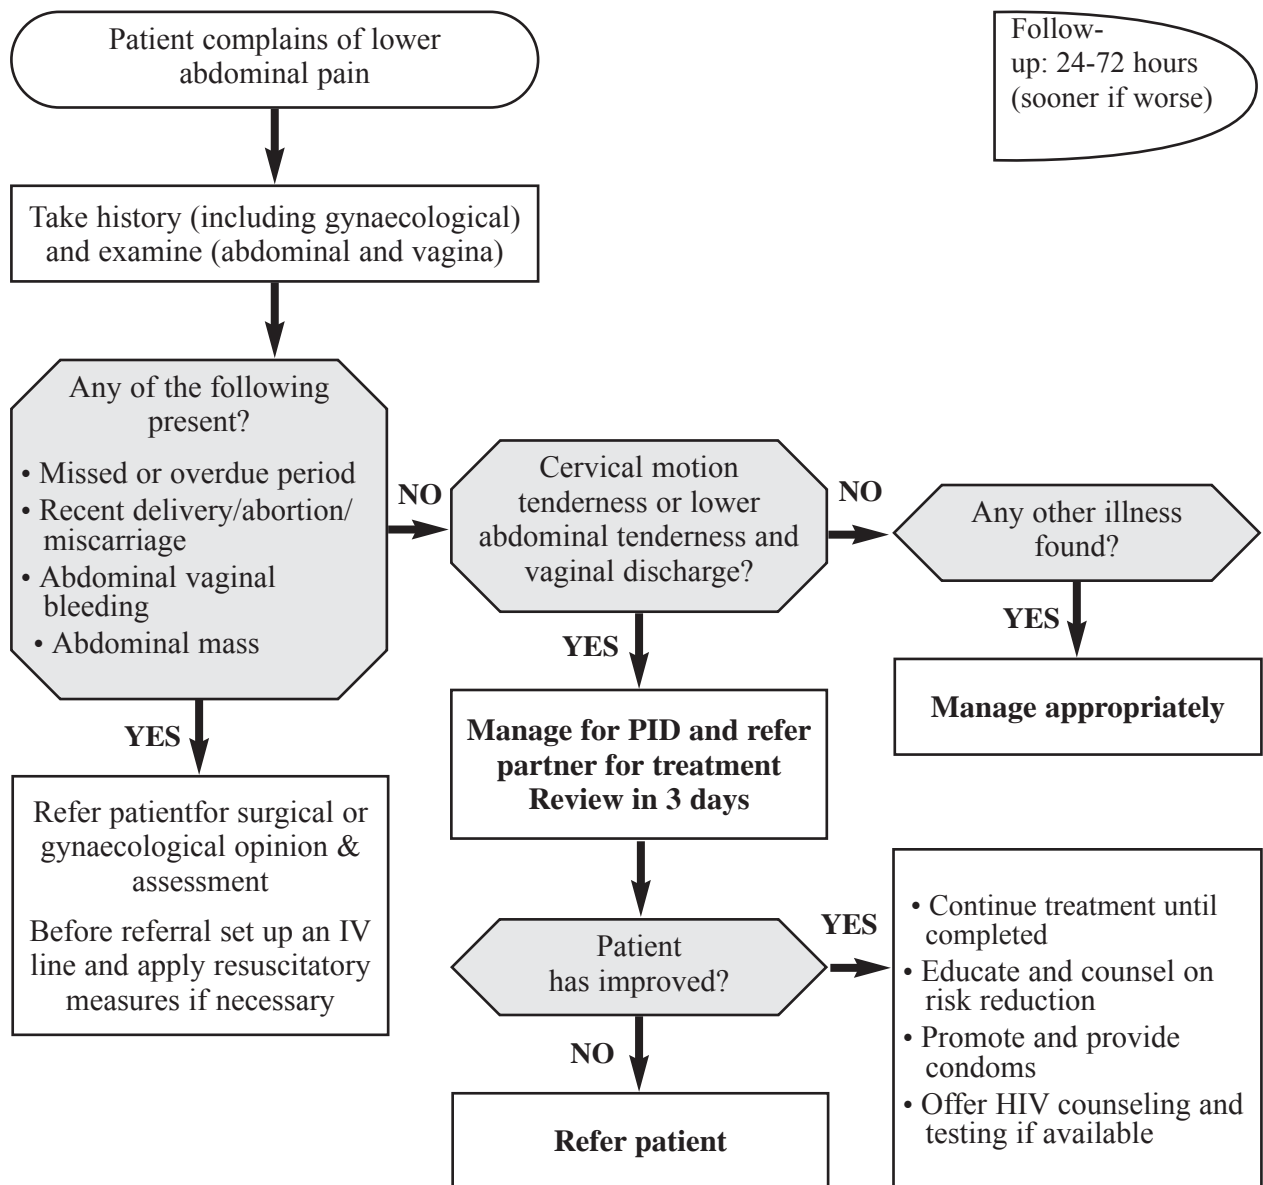 Patient complains of lower
abdominal pain
Follow-
up: 24-72 hours
(sooner if worse)
Take history (including gynaecological)
and examine (abdominal and vagina)
Any of the following
present?
• Missed or overdue period
• Recent delivery/abortion/
miscarriage
• Abdominal vaginal
bleeding
• Abdominal mass
NO
Cervical motion
tenderness or lower
abdominal tenderness and
vaginal discharge?
NO
Any other illness
found?
YES
Refer patientfor surgical or
gynaecological opinion &
assessment
Before referral set up an IV
line and apply resuscitatory
measures if necessary
YES
Manage for PID and refer
partner for treatment
Review in 3 days
YES
Manage appropriately
Patient
has improved?
YES
• Continue treatment until
completed
• Educate and counsel on
risk reduction
• Promote and provide
condoms
• Offer HIV counseling and
testing if available
NO
Refer patient